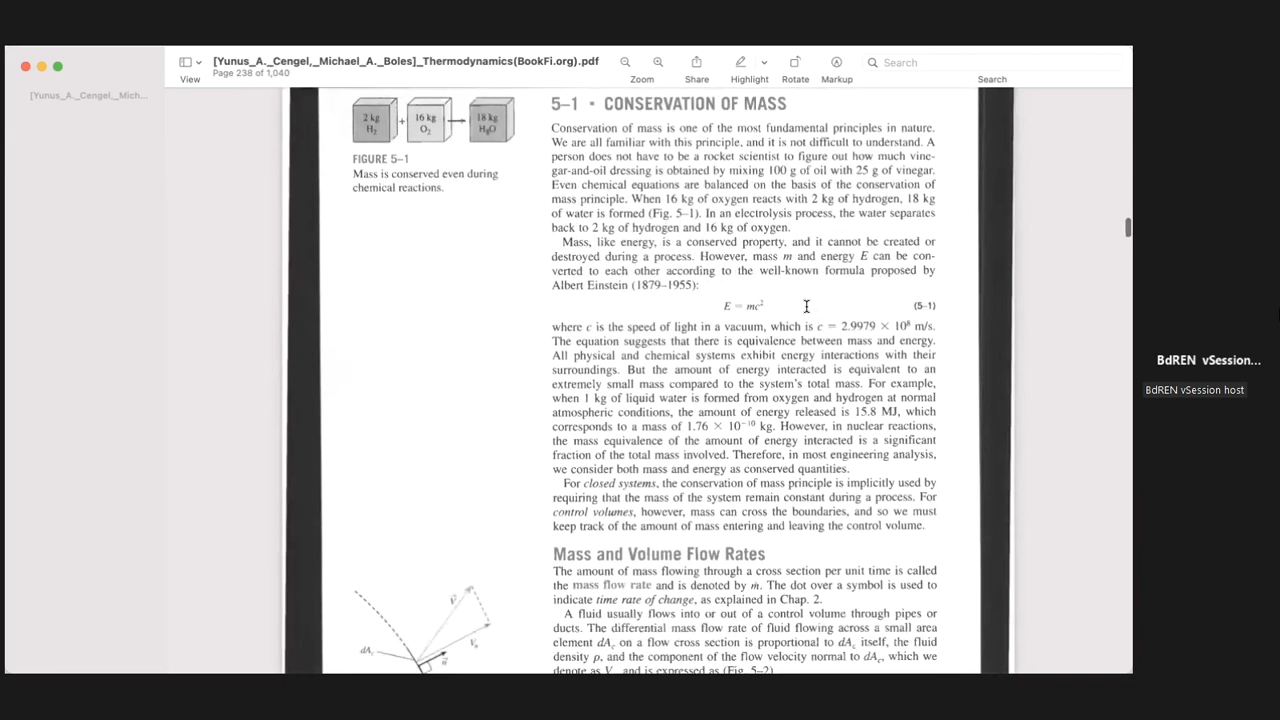 [Yunus_A._Cengel,_Michael_A._Boles]_Thermodynamics(BookFi.org).pdf
Page 238 of 1,040
View
Zoom
Share
Highlight
Rotate
Markup
Search
Search
[Yunus_A._Cengel,_Mich...
2 kg
H₂
+
16 kg
O₂
18 kg
H₂O
FIGURE 5–1
Mass is conserved even during
chemical reactions.
5–1 • CONSERVATION OF MASS
Conservation of mass is one of the most fundamental principles in nature.
We are all familiar with this principle, and it is not difficult to understand. A
person does not have to be a rocket scientist to figure out how much vine-
gar-and-oil dressing is obtained by mixing 100 g of oil with 25 g of vinegar.
Even chemical equations are balanced on the basis of the conservation of
mass principle. When 16 kg of oxygen reacts with 2 kg of hydrogen, 18 kg
of water is formed (Fig. 5–1). In an electrolysis process, the water separates
back to 2 kg of hydrogen and 16 kg of oxygen.
Mass, like energy, is a conserved property, and it cannot be created or
destroyed during a process. However, mass m and energy E can be con-
verted to each other according to the well-known formula proposed by
Albert Einstein (1879–1955):
E = mc²
(5–1)
where c is the speed of light in a vacuum, which is c = 2.9979 × 10⁸ m/s.
The equation suggests that there is equivalence between mass and energy.
All physical and chemical systems exhibit energy interactions with their
surroundings. But the amount of energy interacted is equivalent to an
extremely small mass compared to the system's total mass. For example,
when 1 kg of liquid water is formed from oxygen and hydrogen at normal
atmospheric conditions, the amount of energy released is 15.8 MJ, which
corresponds to a mass of 1.76 × 10⁻¹⁰ kg. However, in nuclear reactions,
the mass equivalence of the amount of energy interacted is a significant
fraction of the total mass involved. Therefore, in most engineering analysis,
we consider both mass and energy as conserved quantities.
For closed systems, the conservation of mass principle is implicitly used by
requiring that the mass of the system remain constant during a process. For
control volumes, however, mass can cross the boundaries, and so we must
keep track of the amount of mass entering and leaving the control volume.
Mass and Volume Flow Rates
The amount of mass flowing through a cross section per unit time is called
the mass flow rate and is denoted by ṁ. The dot over a symbol is used to
indicate time rate of change, as explained in Chap. 2.
A fluid usually flows into or out of a control volume through pipes or
ducts. The differential mass flow rate of fluid flowing across a small area
element dA꜀ on a flow cross section is proportional to dA꜀ itself, the fluid
density ρ, and the component of the flow velocity normal to dA꜀, which we
denote as V and is expressed as (Fig. 5–2)
V⃗
Vₙ
dA꜀
n⃗
BdREN vSession...
BdREN vSession host